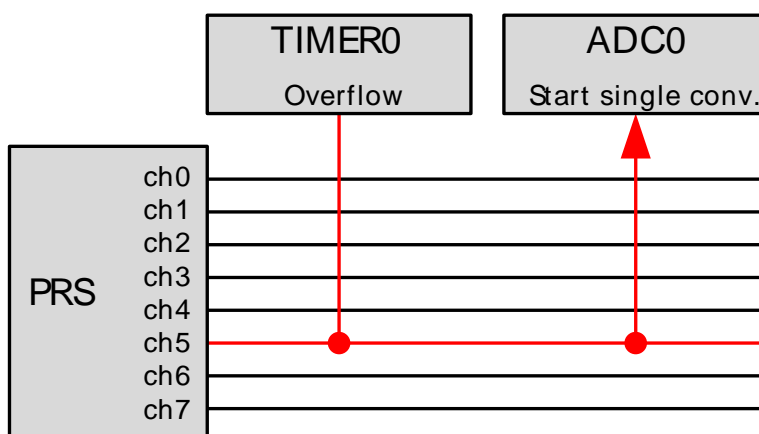 TIMER0
Overflow
ADC0
Start single conv.
PRS
ch0
ch1
ch2
ch3
ch4
ch5
ch6
ch7